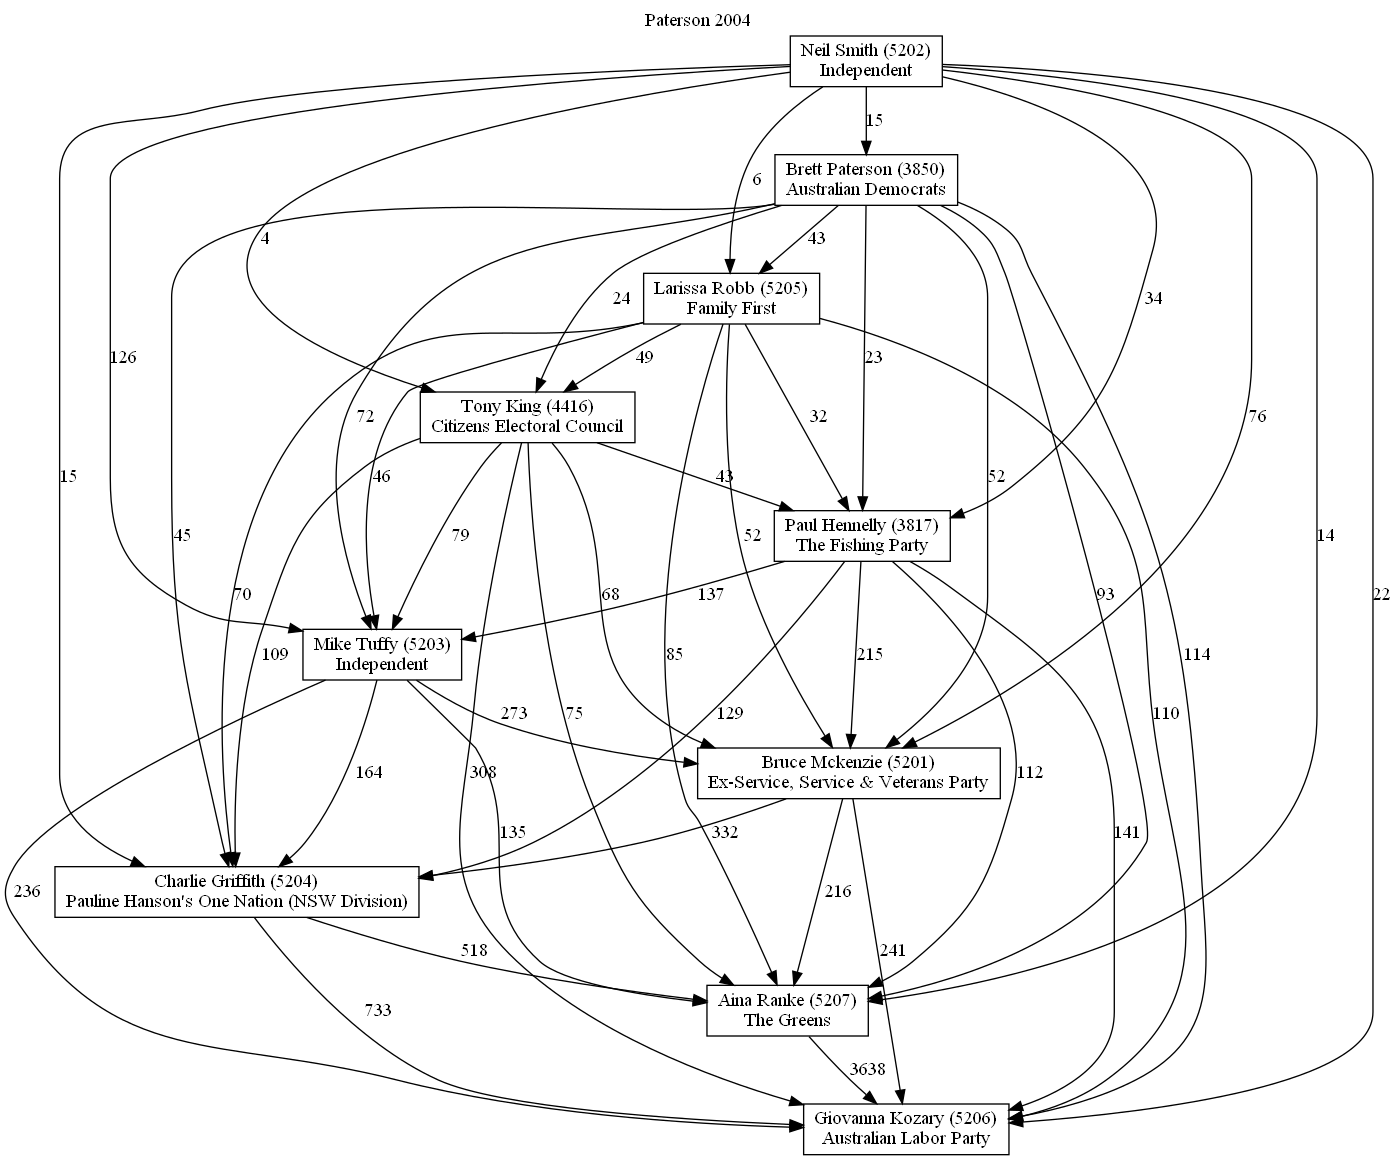 Paterson 2004
Neil Smith (5202)
Independent
15
Brett Paterson (3850)
Australian Democrats
6
4
43
Larissa Robb (5205)
Family First
24
34
126
49
23
Tony King (4416)
Citizens Electoral Council
72
32
76
15
46
43
52
Paul Hennelly (3817)
The Fishing Party
45
79
52
14
70
68
137
93
22
Mike Tuffy (5203)
Independent
109
85
215
114
273
75
129
110
Bruce Mckenzie (5201)
Ex-Service, Service & Veterans Party
164
308
112
135
332
141
Charlie Griffith (5204)
Pauline Hanson's One Nation (NSW Division)
236
216
518
241
Aina Ranke (5207)
The Greens
733
3638
Giovanna Kozary (5206)
Australian Labor Party